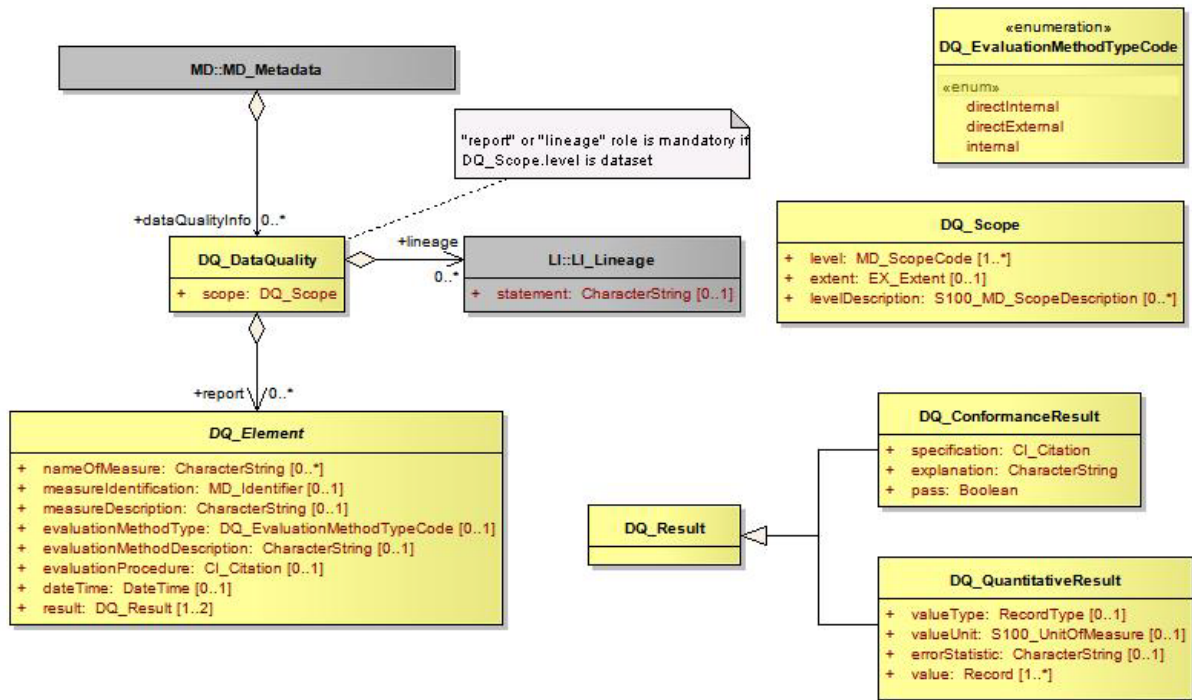 MD::MD_Metadata
"report" or "lineage" role is mandatory if
DQ_Scope.level is dataset
«enumeration»
DQ_EvaluationMethodTypeCode
«enum»
directInternal
directExternal
internal
+dataQualityInfo 0..*
DQ_DataQuality
+ scope: DQ_Scope
+lineage
0..*
LI::LI_Lineage
+ statement: CharacterString [0..1]
DQ_Scope
+ level: MD_ScopeCode [1..*]
+ extent: EX_Extent [0..1]
+ levelDescription: S100_MD_ScopeDescription [0..*]
+report 0..*
DQ_Element
+ nameOfMeasure: CharacterString [0..*]
+ measureIdentification: MD_Identifier [0..1]
+ measureDescription: CharacterString [0..1]
+ evaluationMethodType: DQ_EvaluationMethodTypeCode [0..1]
+ evaluationMethodDescription: CharacterString [0..1]
+ evaluationProcedure: CI_Citation [0..1]
+ dateTime: DateTime [0..1]
+ result: DQ_Result [1..2]
DQ_Result
DQ_ConformanceResult
+ specification: CI_Citation
+ explanation: CharacterString
+ pass: Boolean
DQ_QuantitativeResult
+ valueType: RecordType [0..1]
+ valueUnit: S100_UnitOfMeasure [0..1]
+ errorStatistic: CharacterString [0..1]
+ value: Record [1..*]